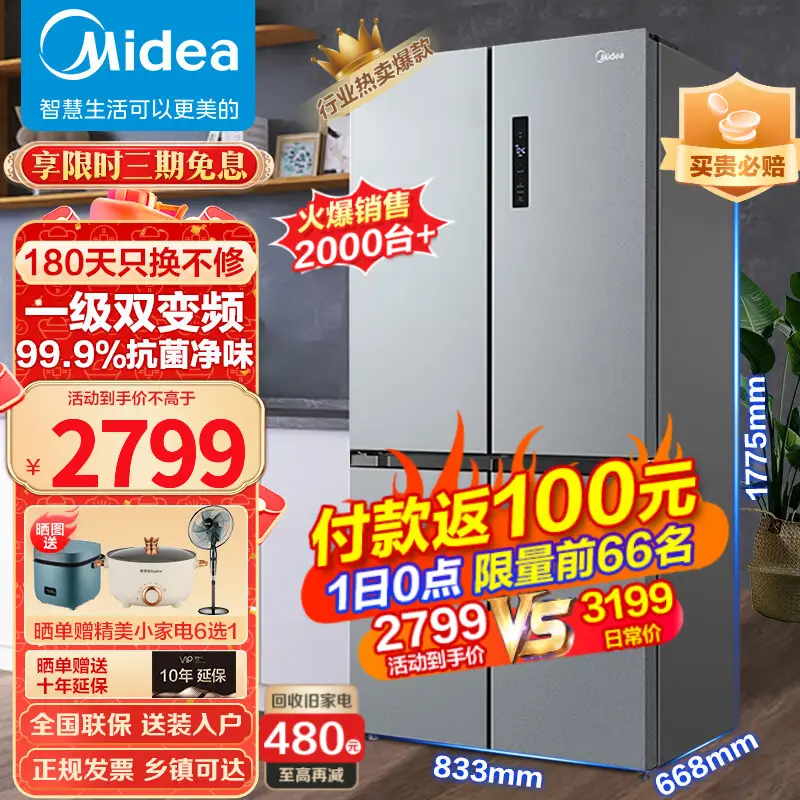 Midea
智慧生活可以更美的
享限时三期免息
180天只换不修
一级双变频
99.9%抗菌净味
活动到手价不高于
¥2799
晒图
送
晒单赠精美小家电6选1
晒单赠送
十年延保
VIP
10年 延保
全国联保 送装入户
正规发票 乡镇可达
行业热卖爆款
火爆销售
2000台+
Midea
买贵必赔
1775mm
付款返100元
1日0点 限量前66名
2799
活动到手价
VS
3199
日常价
回收旧家电
480元
至高再减
833mm
668mm